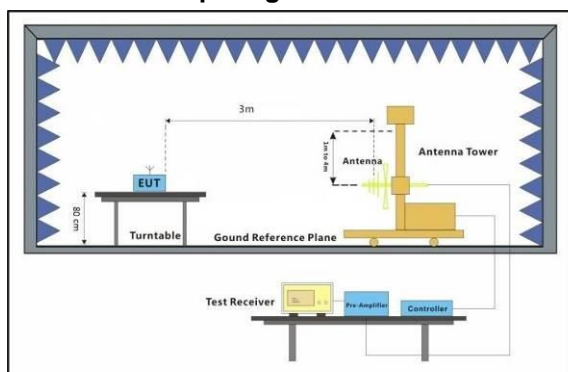 3m
1m to 4m
Antenna
Antenna Tower
EUT
80 cm
Turntable
Gound Reference Plane
Test Receiver
Pre-Amplifier
Controller